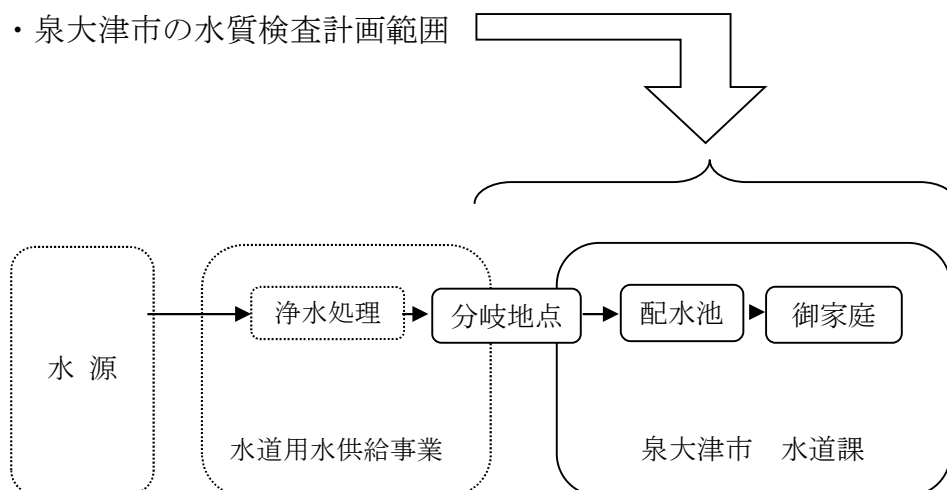 ・泉大津市の水質検査計画範囲
水 源
浄水処理
分岐地点
配水池
御家庭
水道用水供給事業
泉大津市 水道課